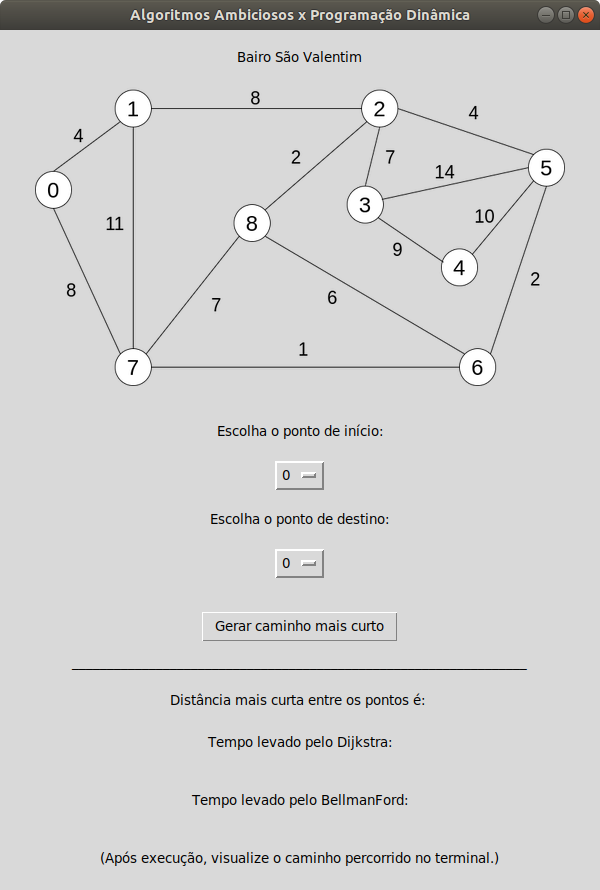 Algoritmos Ambiciosos x Programação Dinâmica
Bairo São Valentim
8
1
2
4
4
7
2
5
14
0
3
10
8
11
9
4
8
7
6
2
1
7
6
Escolha o ponto de início:
0
Escolha o ponto de destino:
0
Gerar caminho mais curto
Distância mais curta entre os pontos é:
Tempo levado pelo Dijkstra:
Tempo levado pelo BellmanFord:
(Após execução, visualize o caminho percorrido no terminal.)